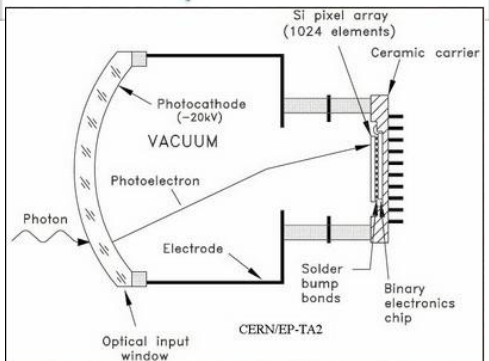 Si pixel array
(1024 elements)
Ceramic carrier
Photocathode
(-20kV)
VACUUM
Photoelectron
Photon
Electrode
Solder
bump
bonds
Binary
electronics
chip
CERN/EP-TA2
Optical input
window